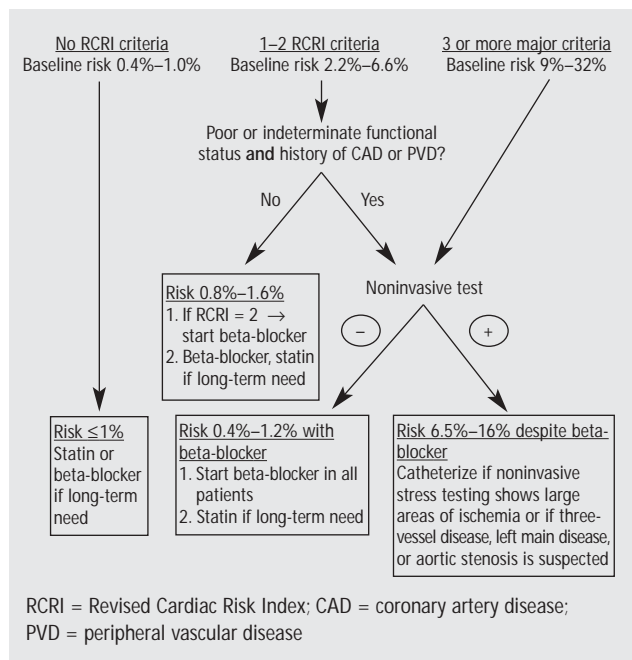 No RCRI criteria
Baseline risk 0.4%–1.0%
1–2 RCRI criteria
Baseline risk 2.2%–6.6%
3 or more major criteria
Baseline risk 9%–32%
Poor or indeterminate functional
status and history of CAD or PVD?
No
Yes
Risk 0.8%–1.6%
1. If RCRI = 2 →
start beta-blocker
2. Beta-blocker, statin
if long-term need
Noninvasive test
–
+
Risk ≤1%
Statin or
beta-blocker
if long-term
need
Risk 0.4%–1.2% with
beta-blocker
1. Start beta-blocker in all
patients
2. Statin if long-term need
Risk 6.5%–16% despite beta-
blocker
Catheterize if noninvasive
stress testing shows large
areas of ischemia or if three-
vessel disease, left main disease,
or aortic stenosis is suspected
RCRI = Revised Cardiac Risk Index; CAD = coronary artery disease;
PVD = peripheral vascular disease